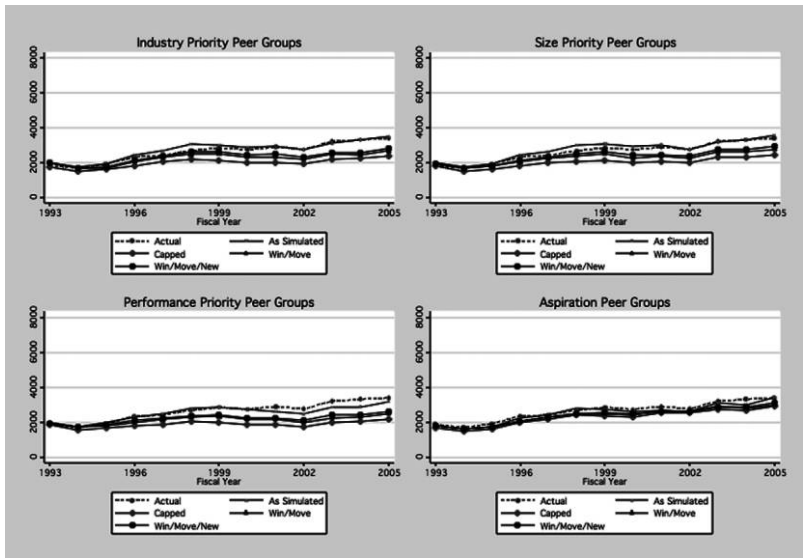 Industry Priority Peer Groups
8000
6000
4000
2000
0
1993 1996 1999 2002 2005
Fiscal Year
Actual As Simulated
Capped Win/Move
Win/Move/New
Size Priority Peer Groups
8000
6000
4000
2000
0
1993 1996 1999 2002 2005
Fiscal Year
Actual As Simulated
Capped Win/Move
Win/Move/New
Performance Priority Peer Groups
8000
6000
4000
2000
0
1993 1996 1999 2002 2005
Fiscal Year
Actual As Simulated
Capped Win/Move
Win/Move/New
Aspiration Peer Groups
8000
6000
4000
2000
0
1993 1996 1999 2002 2005
Fiscal Year
Actual As Simulated
Capped Win/Move
Win/Move/New